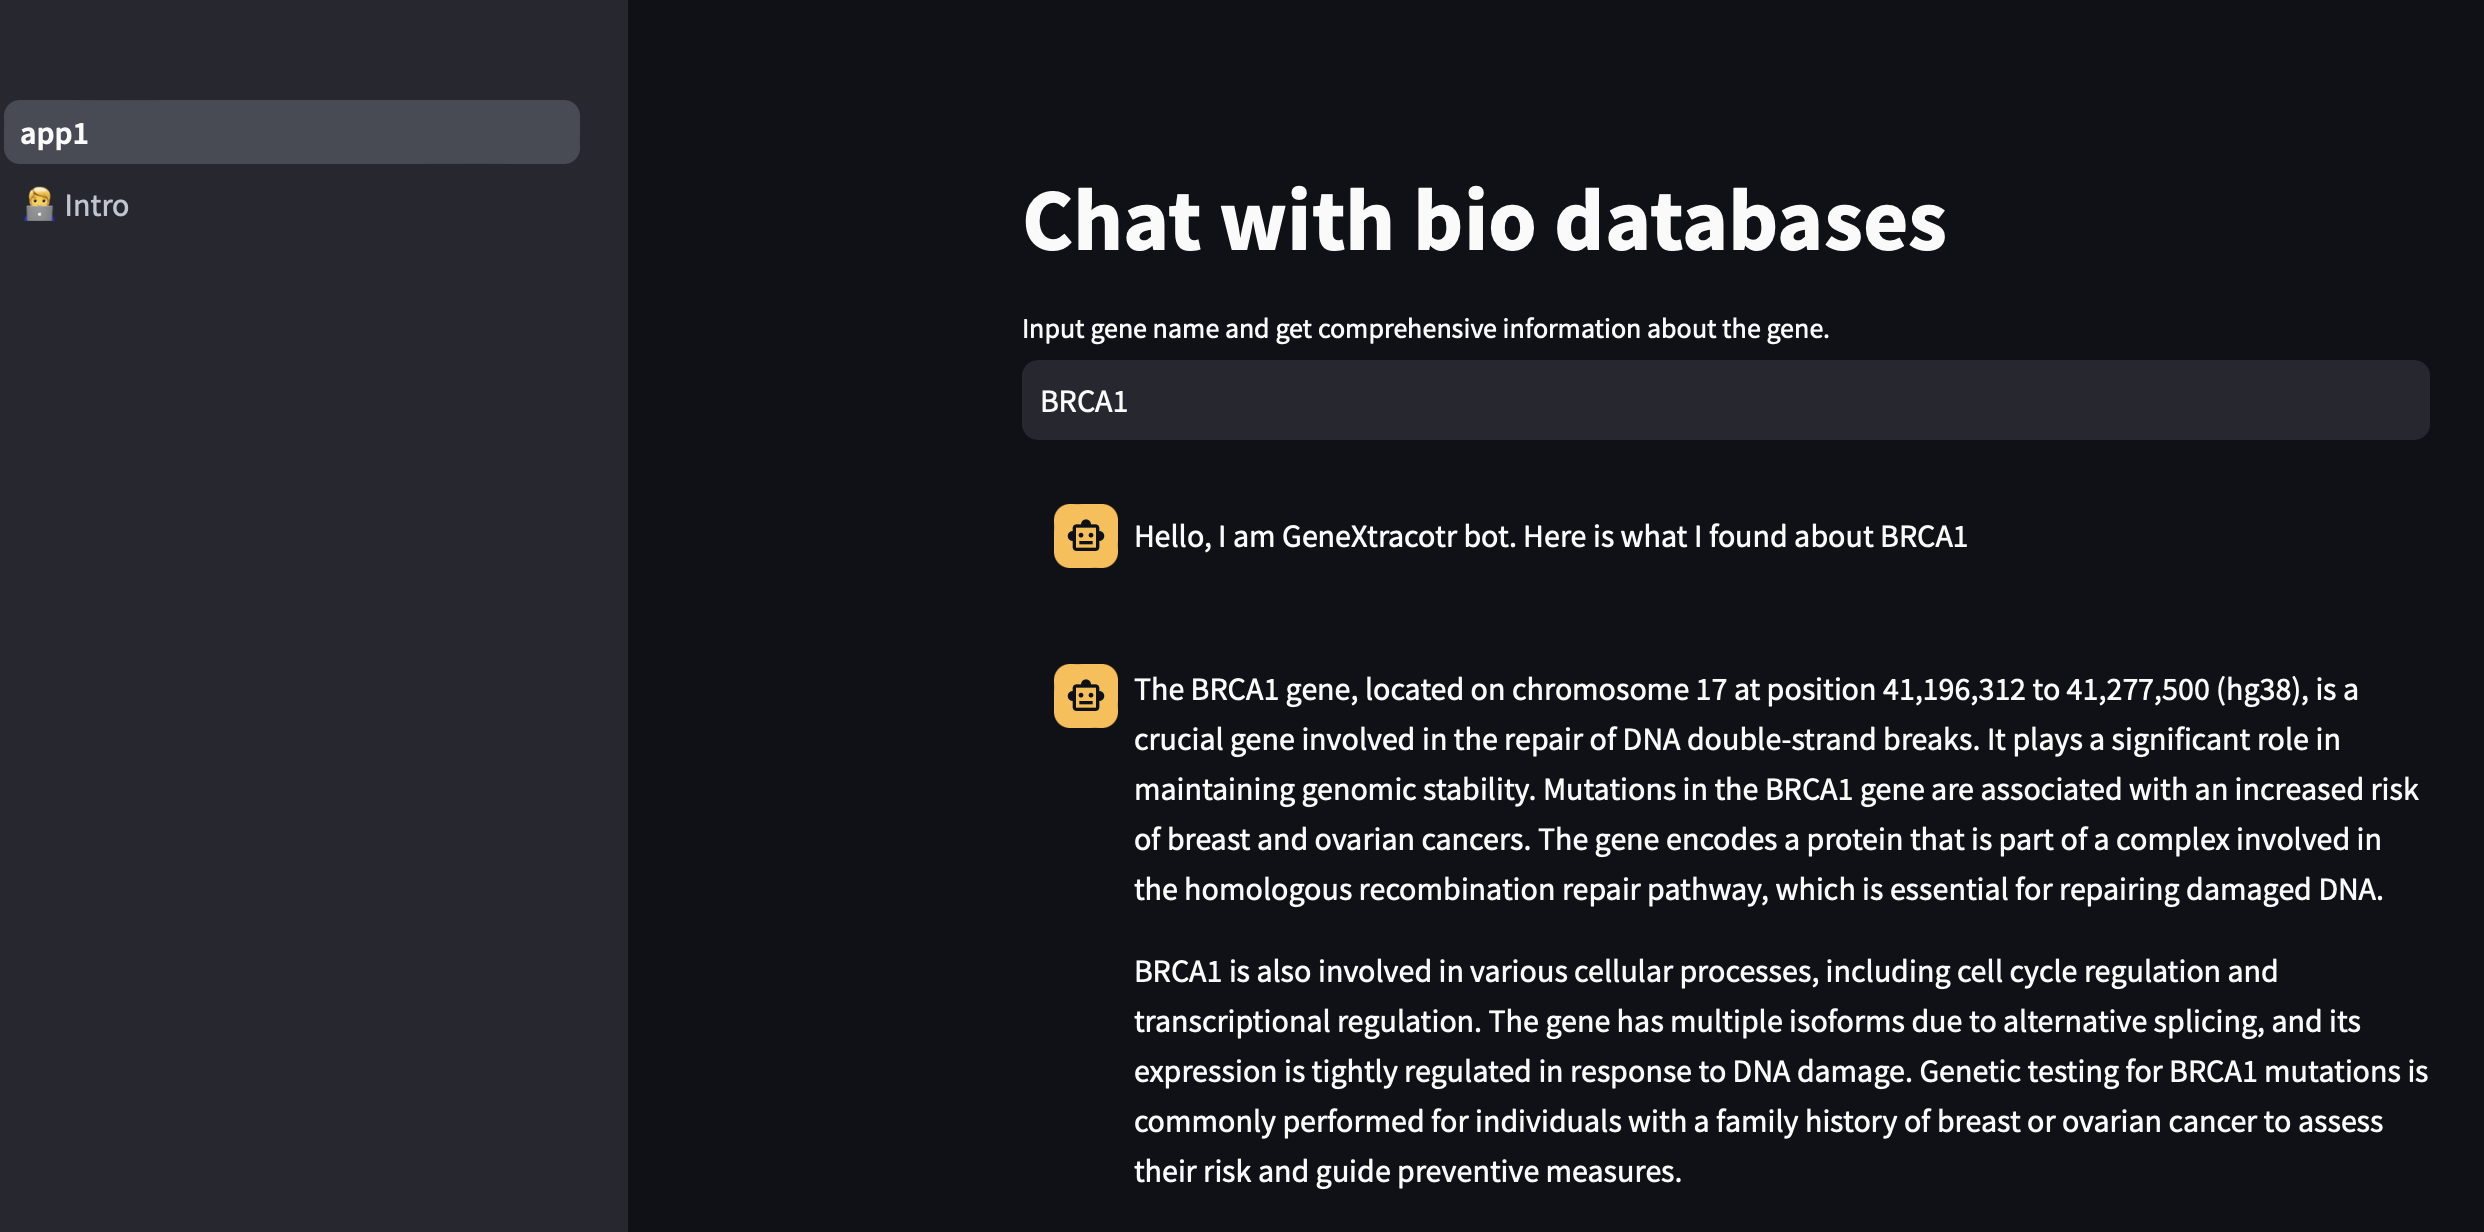 app1
Intro
Chat with bio databases
Input gene name and get comprehensive information about the gene.
BRCA1
Hello, I am GeneXtracotr bot. Here is what I found about BRCA1
The BRCA1 gene, located on chromosome 17 at position 41,196,312 to 41,277,500 (hg38), is a
crucial gene involved in the repair of DNA double-strand breaks. It plays a significant role in
maintaining genomic stability. Mutations in the BRCA1 gene are associated with an increased risk
of breast and ovarian cancers. The gene encodes a protein that is part of a complex involved in
the homologous recombination repair pathway, which is essential for repairing damaged DNA.
BRCA1 is also involved in various cellular processes, including cell cycle regulation and
transcriptional regulation. The gene has multiple isoforms due to alternative splicing, and its
expression is tightly regulated in response to DNA damage. Genetic testing for BRCA1 mutations is
commonly performed for individuals with a family history of breast or ovarian cancer to assess
their risk and guide preventive measures.